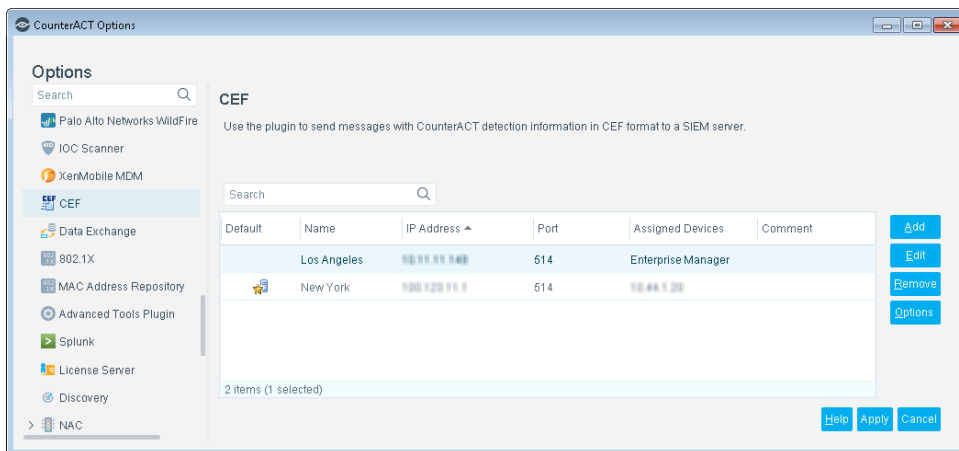 CounterACT Options
Options
Search
Palo Alto Networks WildFire
IOC Scanner
XenMobile MDM
CEF
Data Exchange
802.1X
MAC Address Repository
Advanced Tools Plugin
Splunk
License Server
Discovery
NAC
CEF
Use the plugin to send messages with CounterACT detection information in CEF format to a SIEM server.
Search
Default Name IP Address Port Assigned Devices Comment
Los Angeles 514 Enterprise Manager
New York 514
2 items (1 selected)
Add
Edit
Remove
Options
Help Apply Cancel